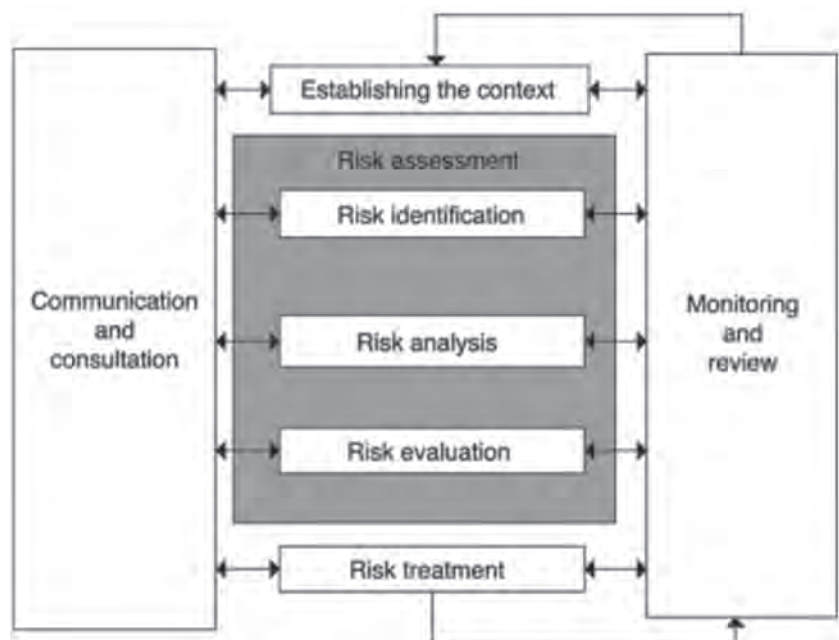 Establishing the context
Risk assessment
Risk identification
Communication
and
consultation
Risk analysis
Monitoring
and
review
Risk evaluation
Risk treatment